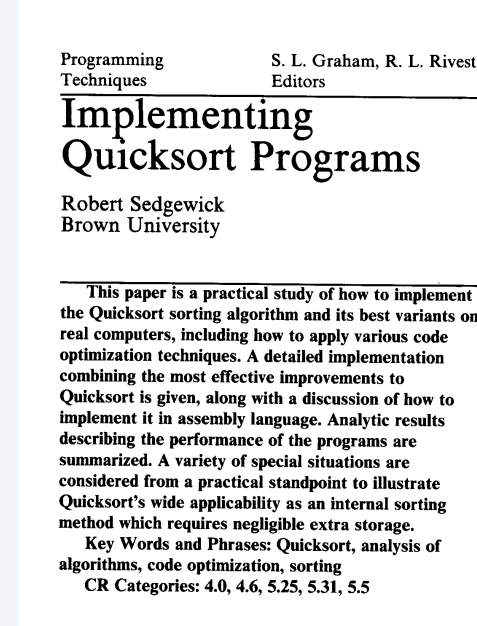 Programming
Techniques
S. L. Graham, R. L. Rivest
Editors
Implementing
Quicksort Programs
Robert Sedgewick
Brown University
This paper is a practical study of how to implement
the Quicksort sorting algorithm and its best variants on
real computers, including how to apply various code
optimization techniques. A detailed implementation
combining the most effective improvements to
Quicksort is given, along with a discussion of how to
implement it in assembly language. Analytic results
describing the performance of the programs are
summarized. A variety of special situations are
considered from a practical standpoint to illustrate
Quicksort's wide applicability as an internal sorting
method which requires negligible extra storage.
Key Words and Phrases: Quicksort, analysis of
algorithms, code optimization, sorting
CR Categories: 4.0, 4.6, 5.25, 5.31, 5.5